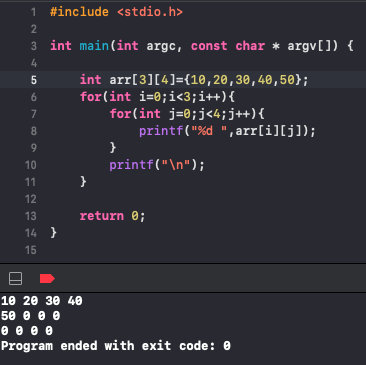 1 #include <stdio.h>
2
3 int main(int argc, const char * argv[]) {
4
5     int arr[3][4]={10,20,30,40,50};
6     for(int i=0;i<3;i++){
7         for(int j=0;j<4;j++){
8             printf("%d ",arr[i][j]);
9         }
10         printf("\n");
11     }
12
13     return 0;
14 }
15
10 20 30 40
50 0 0 0
0 0 0 0
Program ended with exit code: 0